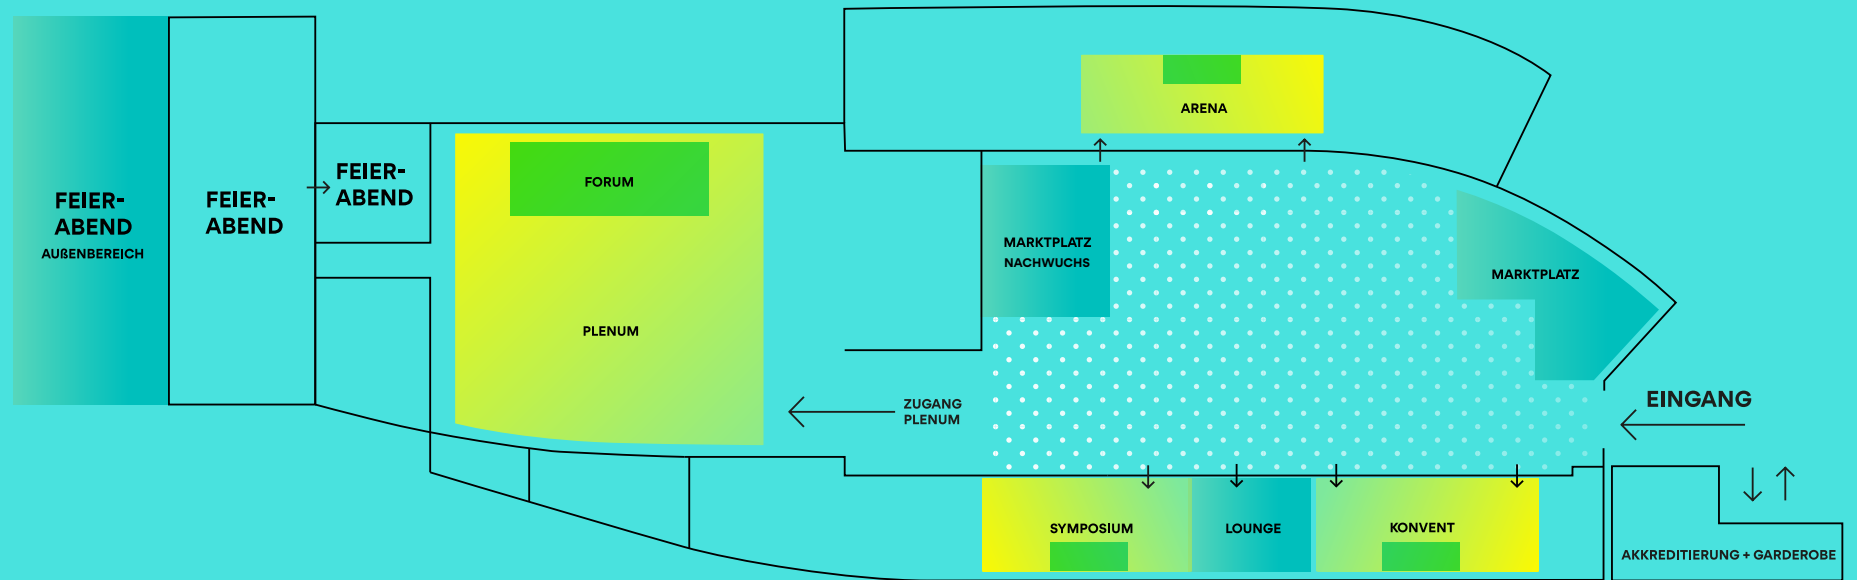 FEIER-
ABEND
AUßENBEREICH
FEIER-
ABEND
FEIER-
ABEND
FORUM
PLENUM
ZUGANG
PLENUM
ARENA
MARKTPLATZ
NACHWUCHS
MARKTPLATZ
EINGANG
SYMPOSIUM
LOUNGE
KONVENT
AKKREDITIERUNG + GARDEROBE